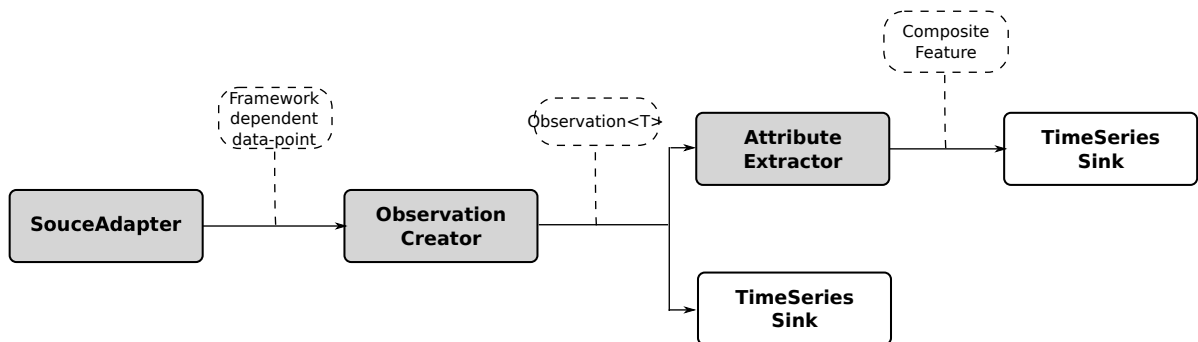 Composite
Feature
Framework
dependent
data-point
Observation<T>
Attribute
Extractor
TimeSeries
Sink
SouceAdapter
Observation
Creator
TimeSeries
Sink